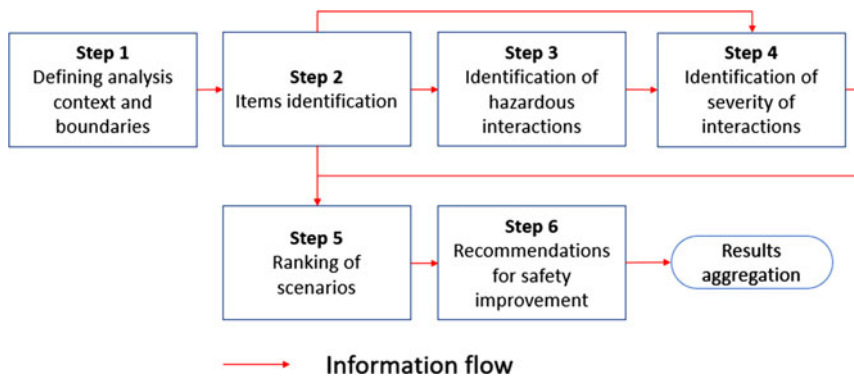 Step 1
Defining analysis
context and
boundaries
Step 2
Items identification
Step 3
Identification of
hazardous
interactions
Step 4
Identification of
severity of
interactions
Step 5
Ranking of
scenarios
Step 6
Recommendations
for safety
improvement
Results
aggregation
Information flow